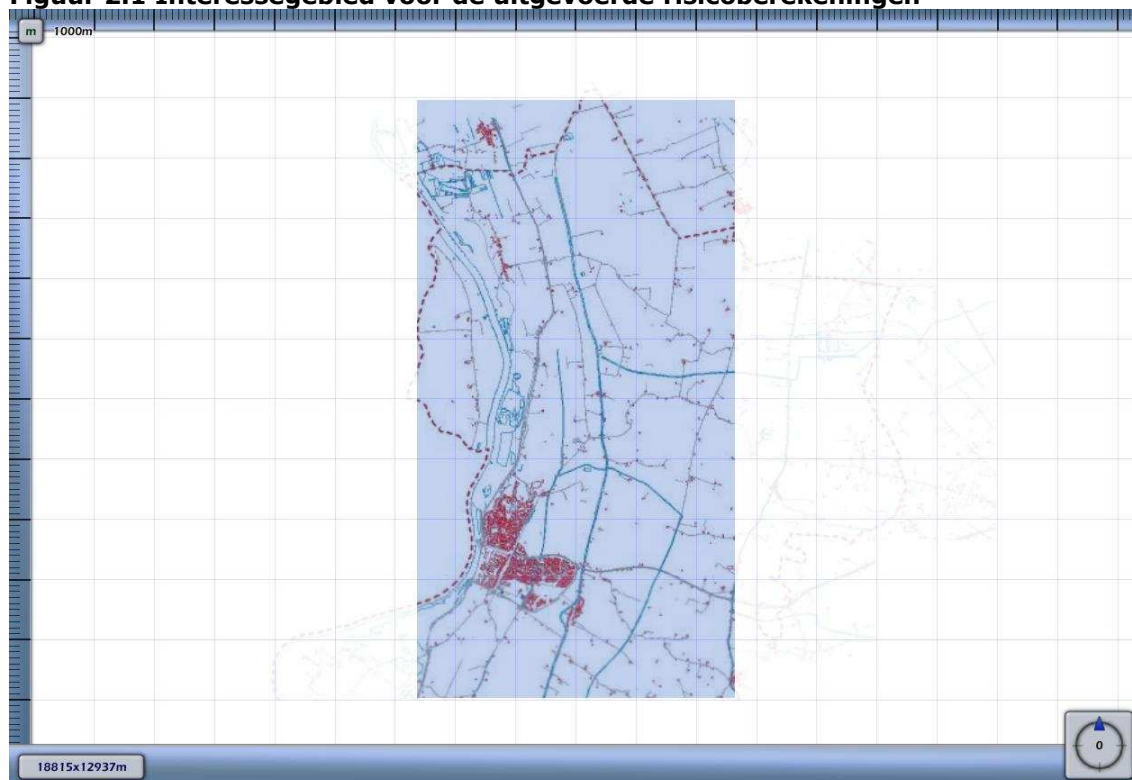 Figuur 2.1 Interessegebied voor de uitgevoerde risicoberekeningen
m 1000m
0
18815x12937m